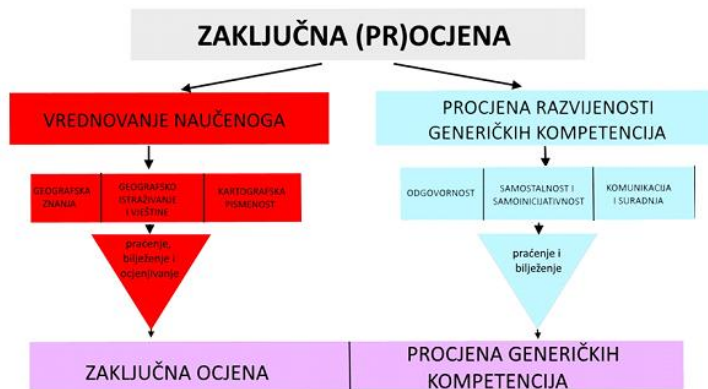 ZAKLJUČNA (PR)OCJENA
VREDNOVANJE NAUČENOGA
PROCJENA RAZVIJENOSTI
GENERIČKIH KOMPETENCIJA
GEOGRAFSKA
ZNANJA
GEOGRAFSKO
ISTRAŽIVANJE
I VJEŠTINE
KARTOGRAFSKA
PISMENOST
ODGOVORNOST
SAMOSTALNOST I
SAMOINICIJATIVNOST
KOMUNIKACIJA
I SURADNJA
praćenje,
bilježenje i
ocjenjivanje
praćenje i
bilježenje
ZAKLJUČNA OCJENA
PROCJENA GENERIČKIH
KOMPETENCIJA